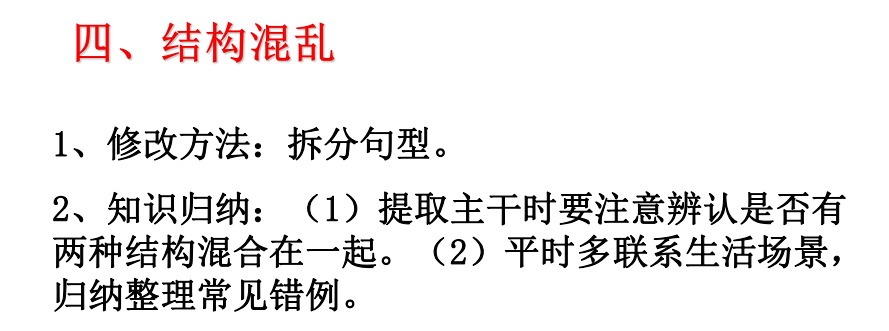 四、结构混乱
1、修改方法：拆分句型。
2、知识归纳：（1）提取主干时要注意辨认是否有
两种结构混合在一起。（2）平时多联系生活场景，
归纳整理常见错例。